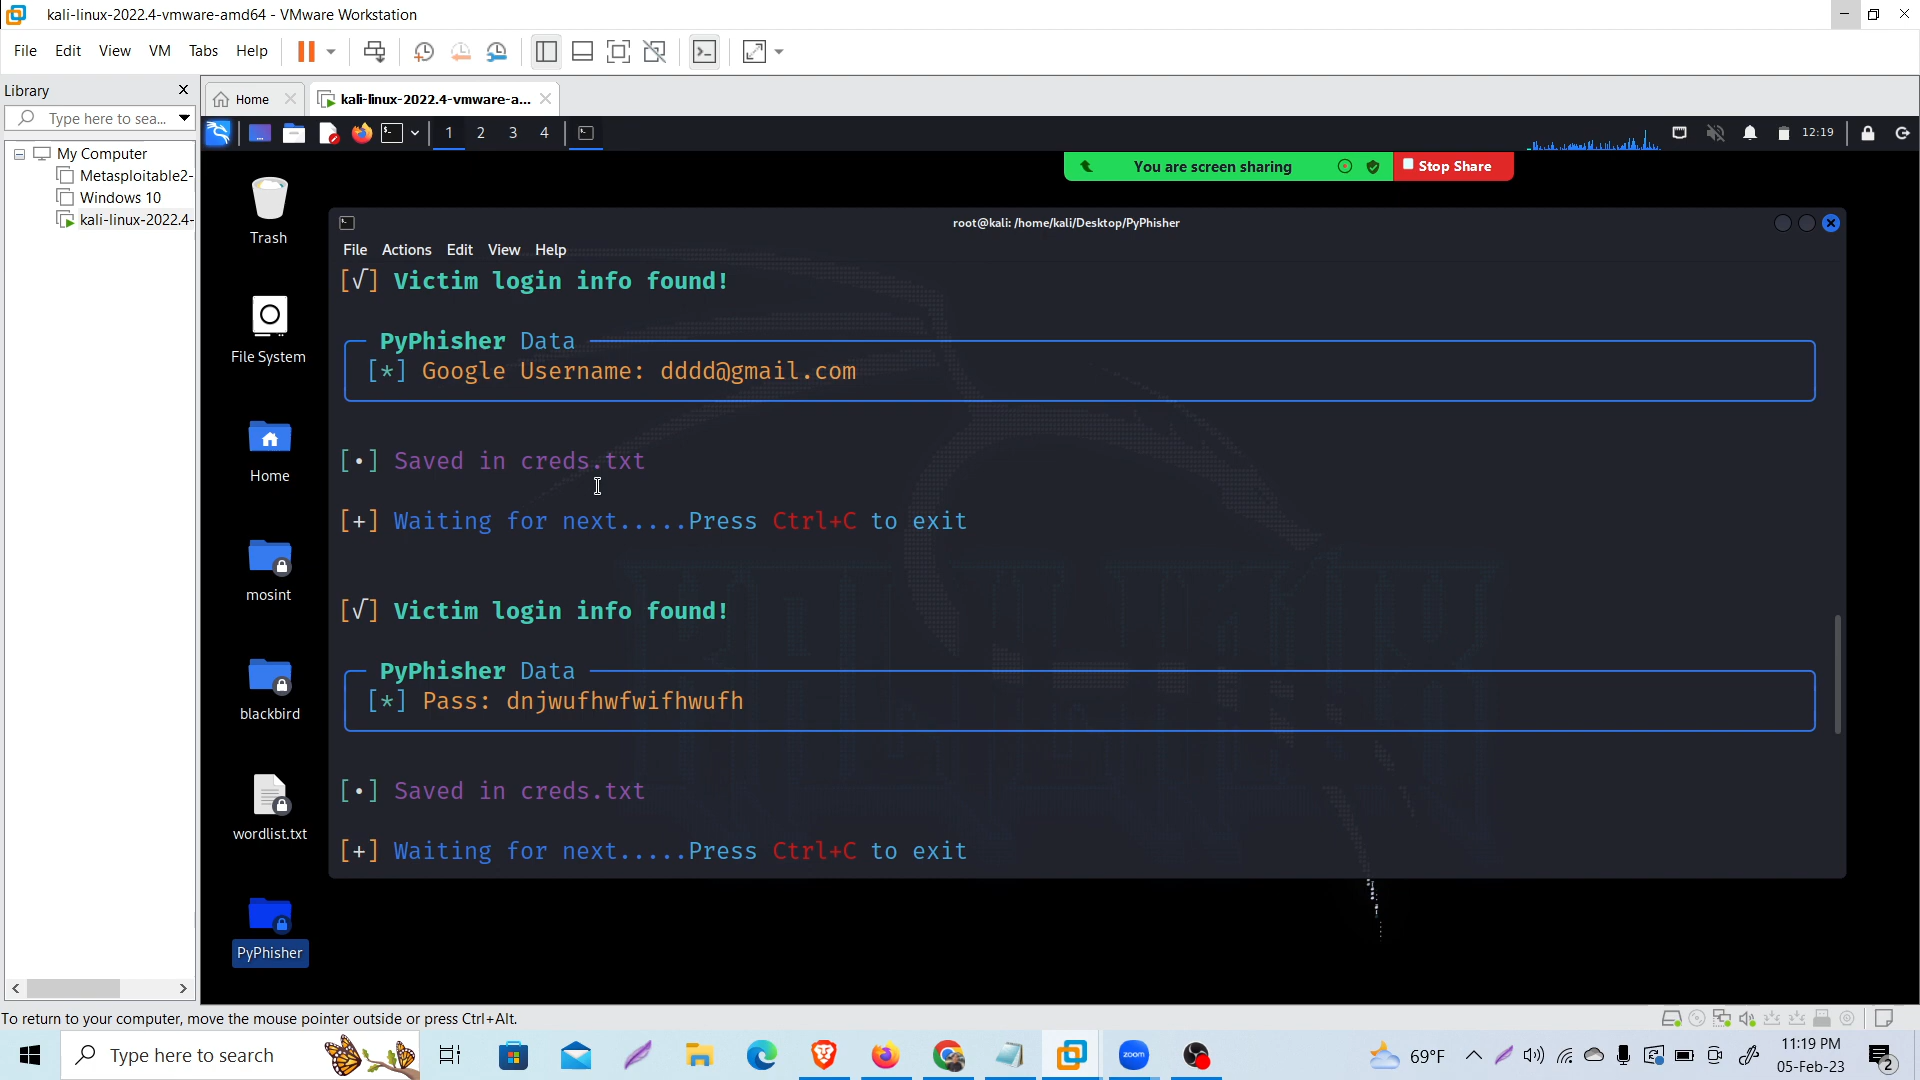 kali-linux-2022.4-vmware-amd64 - VMware Workstation
File Edit View VM Tabs Help
Library
Type here to sea...
My Computer
Metasploitable2-
Windows 10
kali-linux-2022.4-
Home
kali-linux-2022.4-vmware-a...
1 2 3 4
12:19
You are screen sharing
Stop Share
Trash
File System
Home
mosint
blackbird
wordlist.txt
PyPhisher
root@kali: /home/kali/Desktop/PyPhisher
File Actions Edit View Help
[√] Victim login info found!
PyPhisher Data
[*] Google Username: dddd@gmail.com
[•] Saved in creds.txt
[+] Waiting for next.....Press Ctrl+C to exit
[√] Victim login info found!
PyPhisher Data
[*] Pass: dnjwufhwfwifhwufh
[•] Saved in creds.txt
[+] Waiting for next.....Press Ctrl+C to exit
To return to your computer, move the mouse pointer outside or press Ctrl+Alt.
Type here to search
zoom
69°F
11:19 PM
05-Feb-23
2